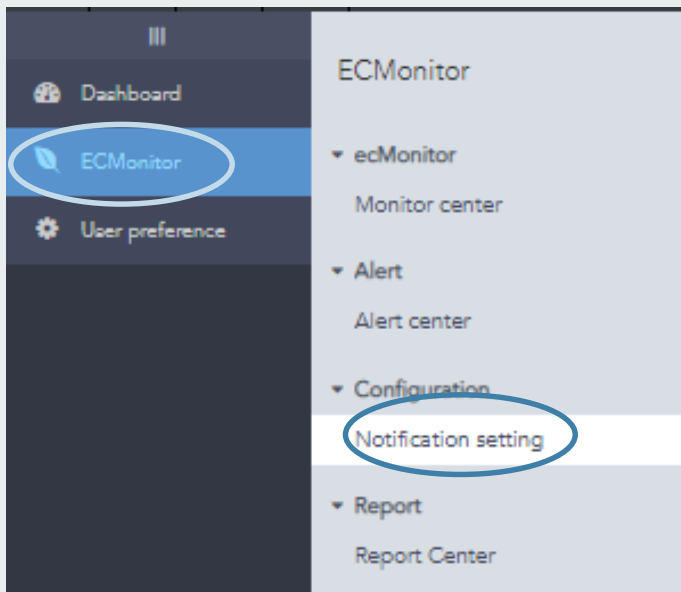 Dashboard
ECMonitor
User preference
ECMonitor
ecMonitor
Monitor center
Alert
Alert center
Configuration
Notification setting
Report
Report Center